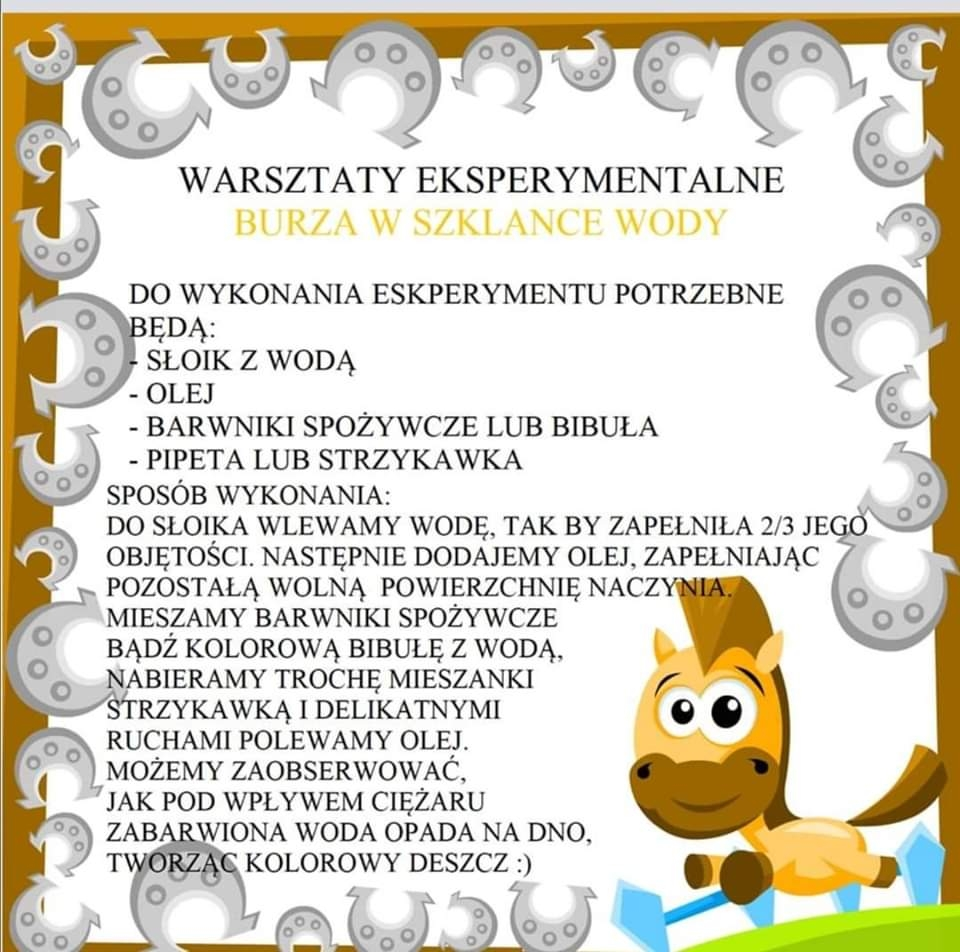 WARSZTATY EKSPERYMENTALNE
BURZA W SZKLANCE WODY
DO WYKONANIA ESKPERYMENTU POTRZEBNE
BĘDĄ:
- SŁOIK Z WODĄ
- OLEJ
- BARWNIKI SPOŻYWCZE LUB BIBUŁA
- PIPETA LUB STRZYKAWKA
SPOSÓB WYKONANIA:
DO SŁOIKA WLEWAMY WODĘ, TAK BY ZAPEŁNIŁA 2/3 JEGO
OBJĘTOŚCI. NASTĘPNIE DODAJEMY OLEJ, ZAPEŁNIAJĄC
POZOSTAŁĄ WOLNĄ POWIERZCHNIĘ NACZYNIA.
MIESZAMY BARWNIKI SPOŻYWCZE
BĄDŹ KOLOROWĄ BIBUŁĘ Z WODĄ,
NABIERAMY TROCHĘ MIESZANKI
STRZYKAWKĄ I DELIKATNYMI
RUCHAMI POLEWAMY OLEJ.
MOŻEMY ZAOBSERWOWAĆ,
JAK POD WPŁYWEM CIĘŻARU
ZABARWIONA WODA OPADA NA DNO,
TWORZĄC KOLOROWY DESZCZ :)